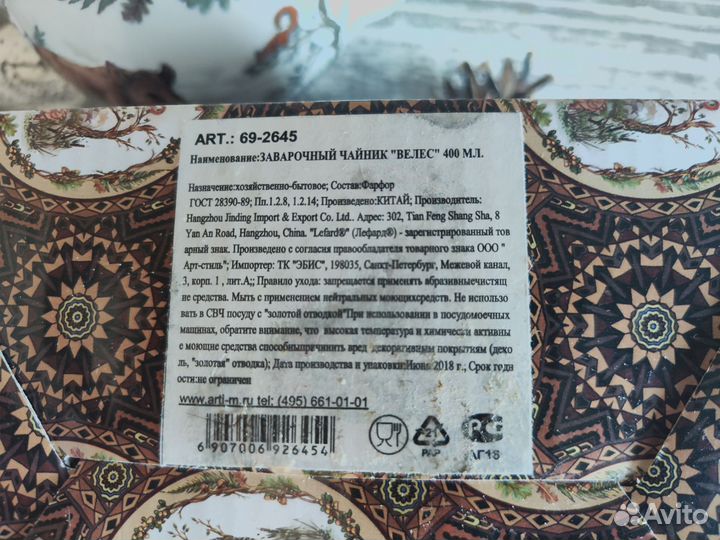 ART.: 69-2645
Наименование:ЗАВАРОЧНЫЙ ЧАЙНИК "ВЕЛЕС" 400 МЛ.
Назначение:хозяйственно-бытовое; Состав:Фарфор
ГОСТ 28390-89; Пп.1.2.8, 1.2.14; Произведено:КИТАЙ; Производитель:
Hangzhou Jinding Import & Export Co. Ltd.. Адрес: 302, Tian Feng Shang Sha, 8
Yan An Road, Hangzhou, China. "Lefard®" (Лефард®) - зарегистрированный тов
арный знак. Произведено с согласия правообладателя товарного знака ООО "
Арт-стиль"; Импортер: ТК "ЭБИС", 198035, Санкт-Петербург, Межевой канал,
3, корп. 1 , лит.А;; Правило ухода: запрещается применять абразивныечистящ
ие средства. Мыть с применением нейтральных моющихсредств. Не использо
вать в СВЧ посуду с "золотой отводкой"При использовании в посудомоечных
машинах, обратите внимание, что высокая температура и химически активны
е моющие средства способныпричинить вред декоративным покрытиям (деко
ль, "золотая" отводка); Дата производства и упаковки:Июнь 2018 г., Срок годн
ости:не ограничен
www.arti-m.ru tel: (495) 661-01-01
6 907006 926454
21
PAP
АГ18
Avito